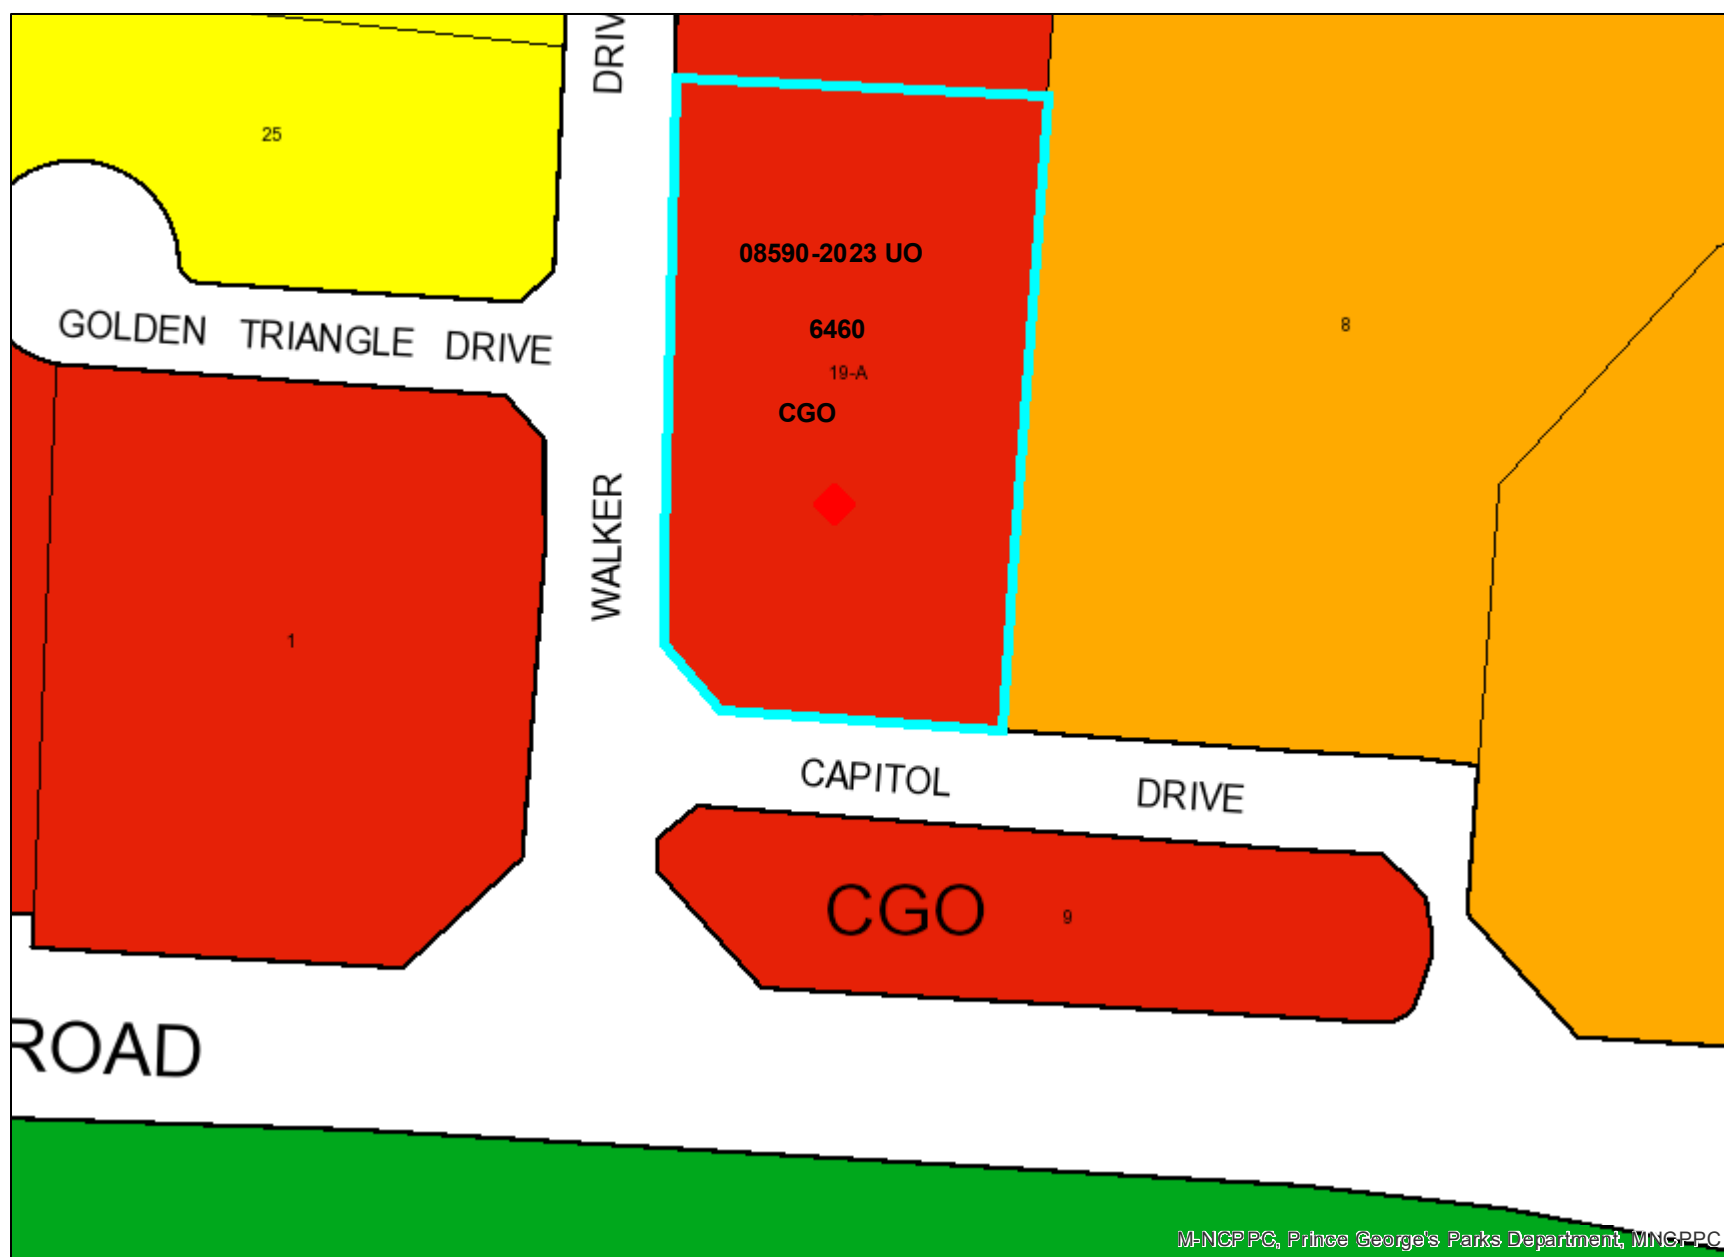 DRIV
25
08590-2023 UO
GOLDEN TRIANGLE DRIVE
6460
8
19-A
CGO
WALKER
1
CAPITOL DRIVE
CGO
9
ROAD
M-NCPPC, Prince George's Parks Department, MNCPPC